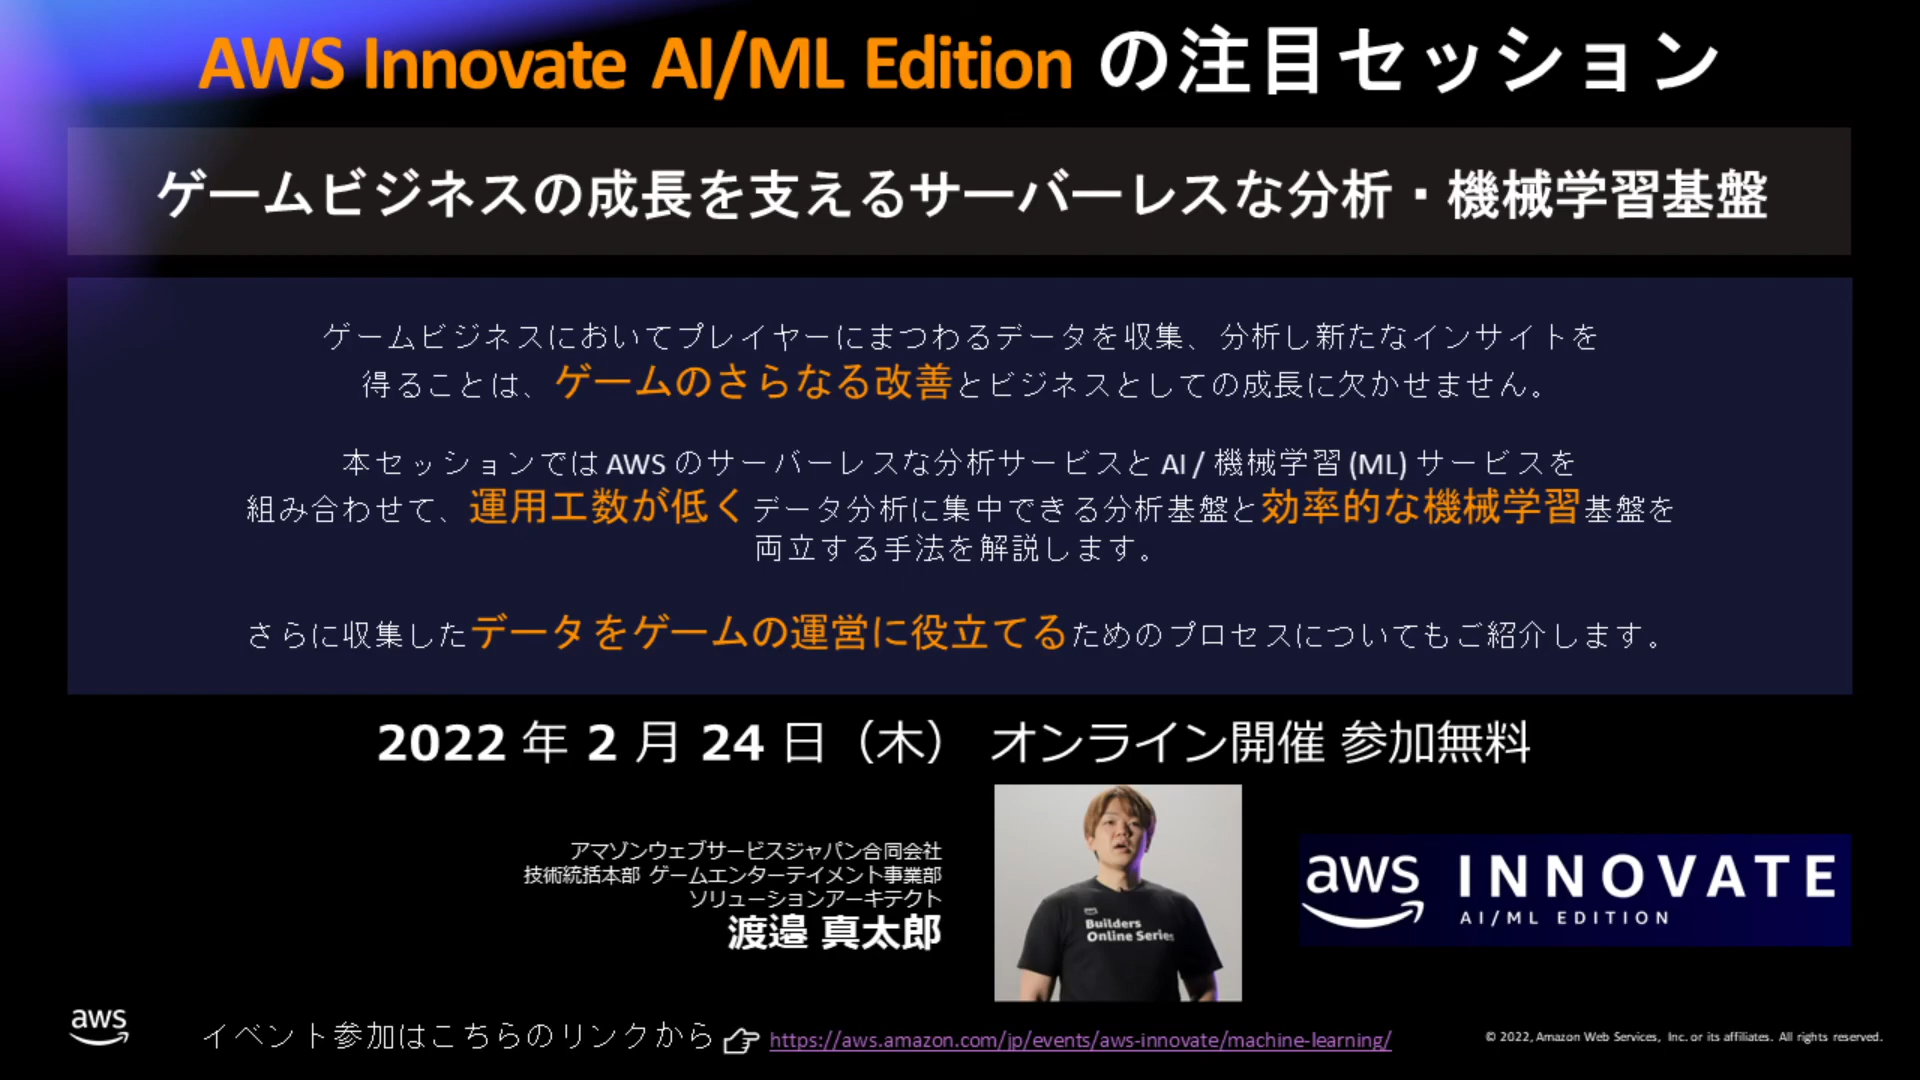 AWS Innovate AI/ML Edition の注目セッション
ゲームビジネスの成長を支えるサーバーレスな分析・機械学習基盤
ゲームビジネスにおいてプレイヤーにまつわるデータを収集、分析し新たなインサイトを
得ることは、ゲームのさらなる改善とビジネスとしての成長に欠かせません。
本セッションでは AWS のサーバーレスな分析サービスと AI / 機械学習 (ML) サービスを
組み合わせて、運用工数が低くデータ分析に集中できる分析基盤と効率的な機械学習基盤を
両立する手法を解説します。
さらに収集したデータをゲームの運営に役立てるためのプロセスについてもご紹介します。
2022 年 2 月 24 日（木） オンライン開催 参加無料
アマゾンウェブサービスジャパン合同会社
技術統括本部 ゲームエンターテイメント事業部
ソリューションアーキテクト
渡邉 真太郎
Builders
Online Series
aws INNOVATE
AI/ML EDITION
aws
イベント参加はこちらのリンクから https://aws.amazon.com/jp/events/aws-innovate/machine-learning/
© 2022, Amazon Web Services, Inc. or its affiliates. All rights reserved.